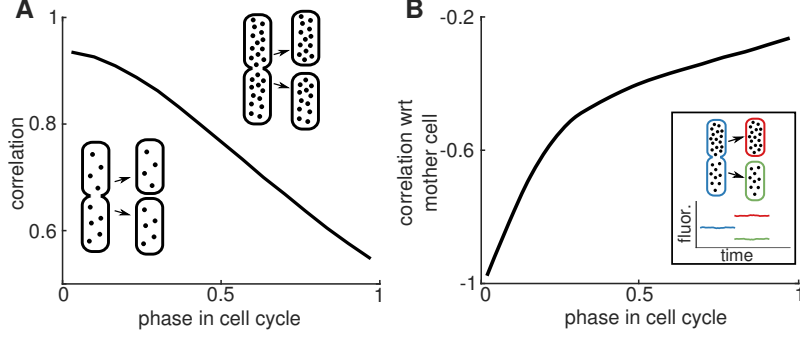 A
1
0.8
0.6
correlation
0
0.5
1
phase in cell cycle
B
-0.2
-0.6
-1
correlation wrt
mother cell
0
0.5
1
phase in cell cycle
fluor.
time